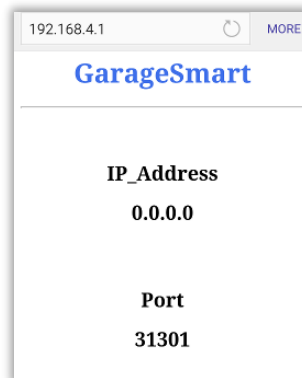 192.168.4.1 MORE
GarageSmart
IP_Address
0.0.0.0
Port
31301